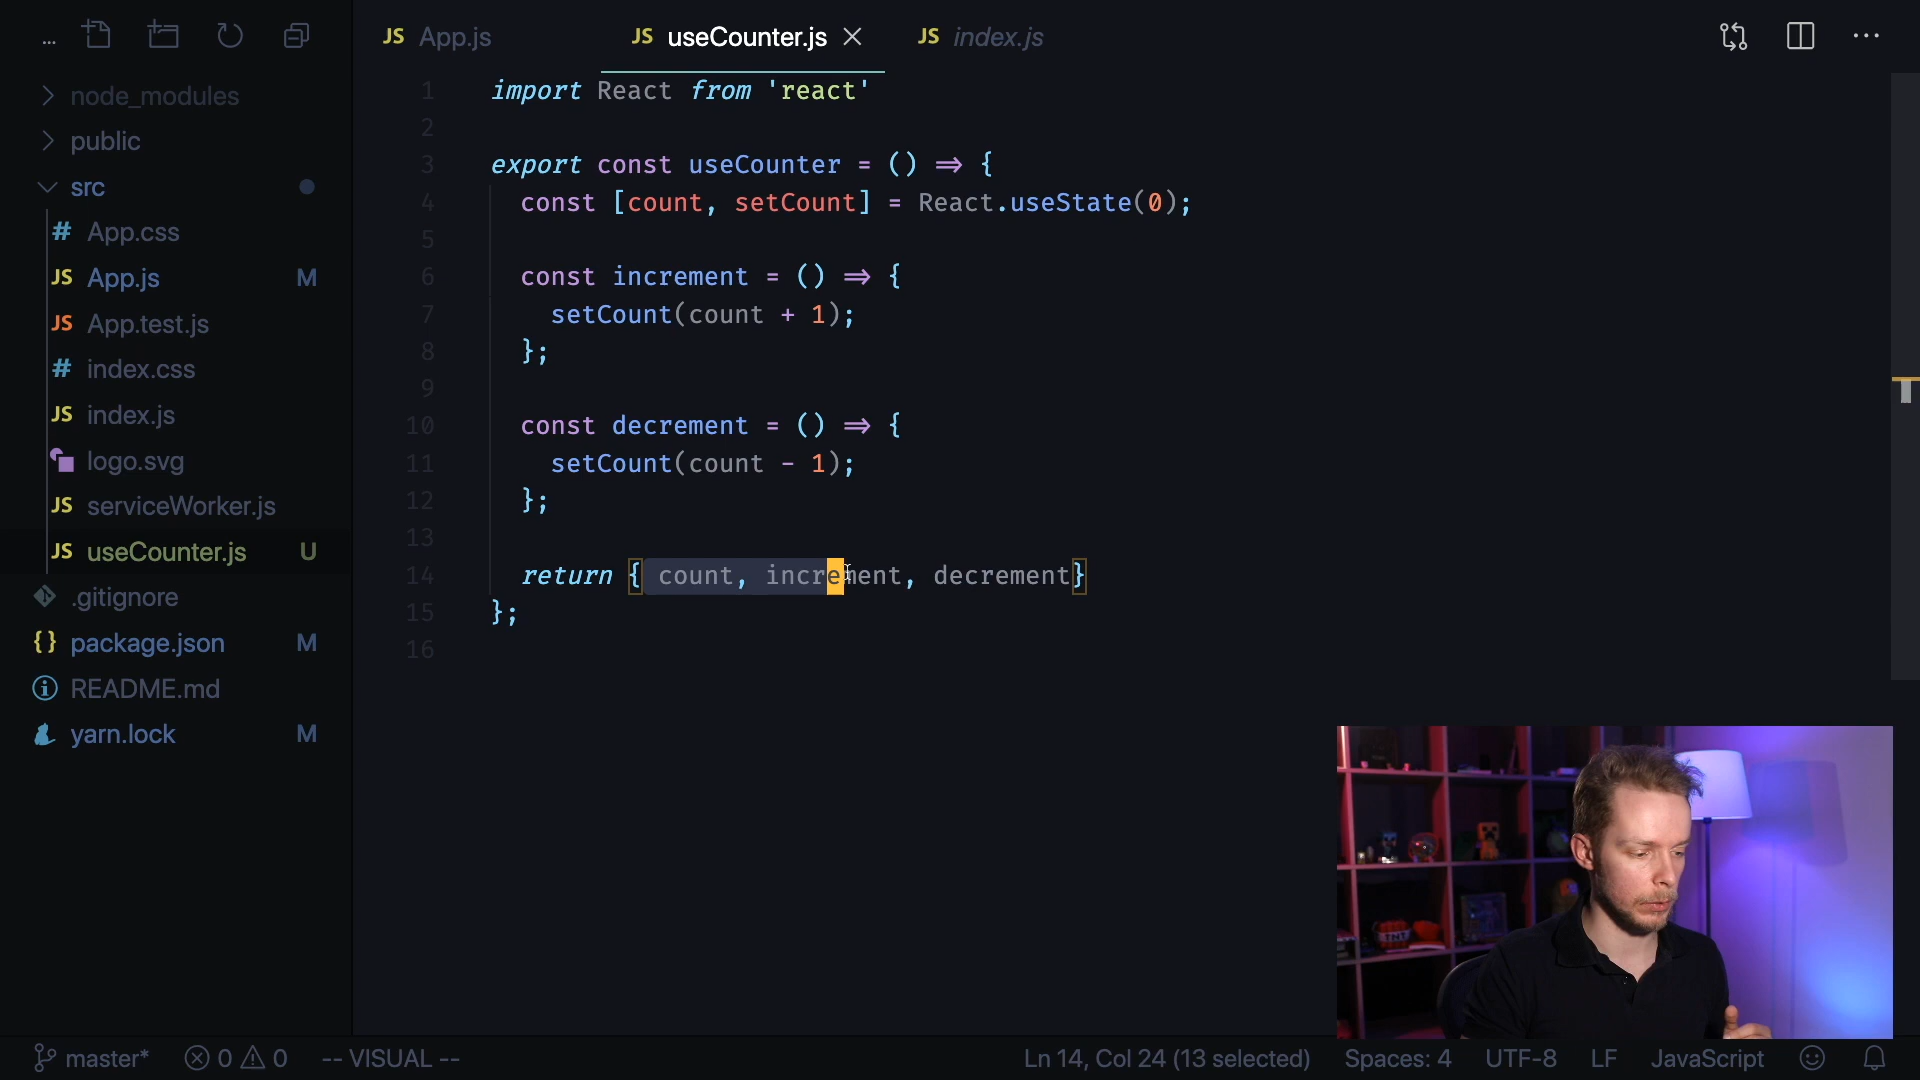 ...
JS App.js
JS useCounter.js
JS index.js
...
node_modules
public
src
# App.css
JS App.js M
JS App.test.js
# index.css
JS index.js
logo.svg
JS serviceWorker.js
JS useCounter.js U
.gitignore
{} package.json M
README.md
yarn.lock M
1 import React from 'react'
2
3 export const useCounter = () => {
4 const [count, setCount] = React.useState(0);
5
6 const increment = () => {
7 setCount(count + 1);
8 };
9
10 const decrement = () => {
11 setCount(count - 1);
12 };
13
14 return { count, increment, decrement}
15 };
16
TNT
master* 0 0 -- VISUAL -- Ln 14, Col 24 (13 selected) Spaces: 4 UTF-8 LF JavaScript